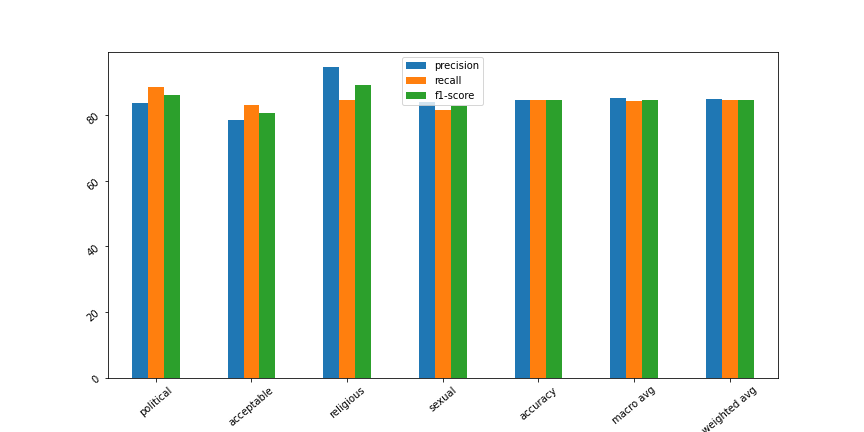 precision
recall
f1-score
80
60
40
20
0
political
acceptable
religious
sexual
accuracy
macro avg
weighted avg